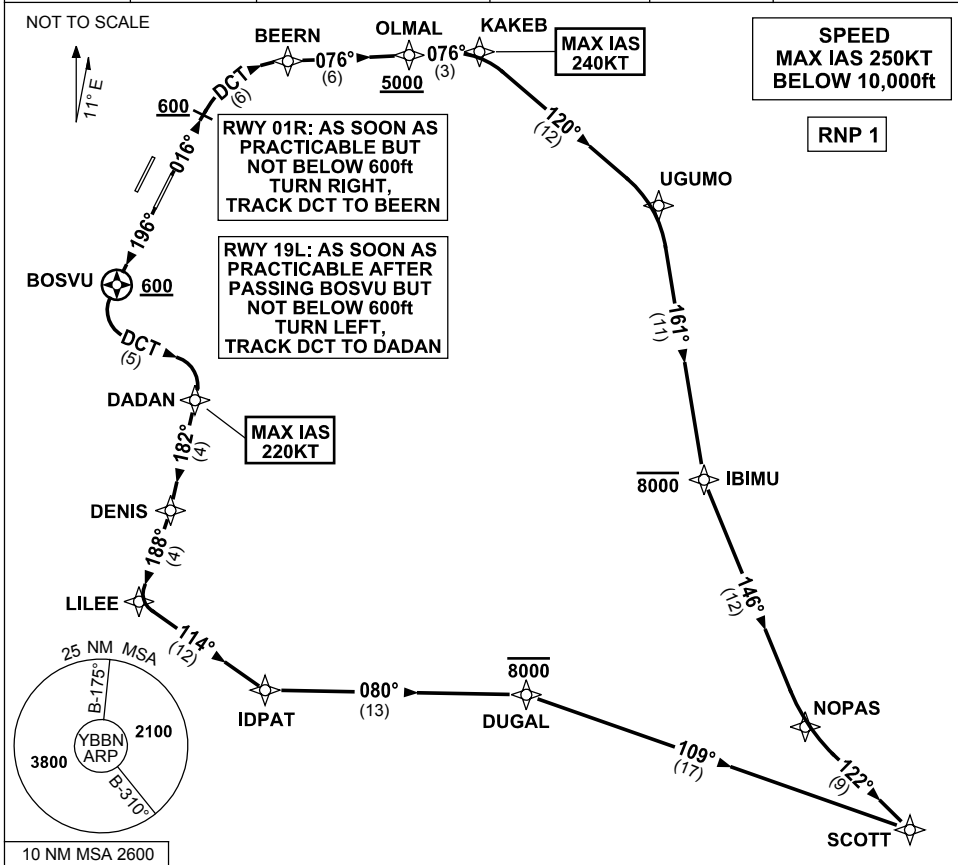 NOT TO SCALE
11° E
BEERN
OLMAL
KAKEB
MAX IAS
240KT
SPEED
MAX IAS 250KT
BELOW 10,000ft
RNP 1
076°
(6)
5000
076°
(3)
DCT
(6)
600
016°
RWY 01R: AS SOON AS
PRACTICABLE BUT
NOT BELOW 600ft
TURN RIGHT,
TRACK DCT TO BEERN
120°
(12)
UGUMO
196°
BOSVU
600
RWY 19L: AS SOON AS
PRACTICABLE AFTER
PASSING BOSVU BUT
NOT BELOW 600ft
TURN LEFT,
TRACK DCT TO DADAN
161°
(11)
DCT
(5)
DADAN
MAX IAS
220KT
182°
(4)
8000
IBIMU
DENIS
188°
(4)
146°
(12)
LILEE
114°
(12)
25 NM MSA
B-175°
2100
YBBN
ARP
3800
B-310°
IDPAT
080°
(13)
8000
DUGAL
NOPAS
109°
(17)
122°
(9)
SCOTT
10 NM MSA 2600